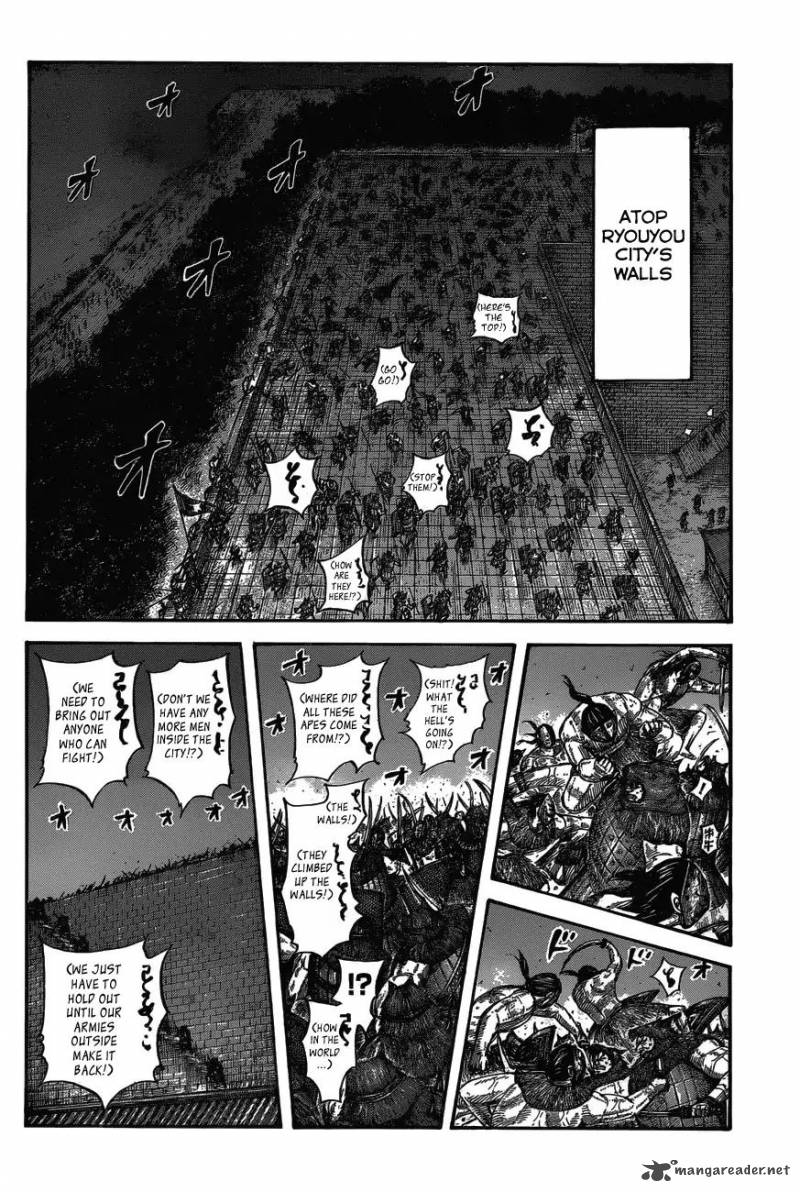 ATOP
RYOUYOU
CITY'S
WALLS
オ
オ
オ
オ
オ
オ
(HERE'S
THE
TOP!)
(GO
GO!)
(STOP
THEM!)
(HOW
ARE
THEY
HERE!?)
!
ド
ド
(SHIT!
WHAT
THE
HELL'S
GOING
ON!?)
(WHERE DID
ALL THESE
APES COME
FROM!?)
オ
オ
オ
オ
(THE
WALLS!)
(THEY
CLIMBED
UP THE
WALLS!)
!?
(HOW
IN THE
WORLD
...)
(DON'T WE
HAVE ANY
MORE MEN
INSIDE THE
CITY!?)
(WE
NEED TO
BRING OUT
ANYONE
WHO CAN
FIGHT!)
オ
オ
オ
オ
オ
(WE JUST
HAVE TO
HOLD OUT
UNTIL OUR
ARMIES
OUTSIDE
MAKE IT
BACK!)
mangareader.net